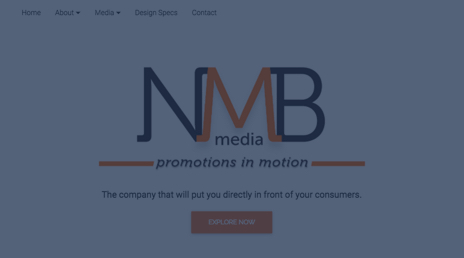 Home About Media Design Specs Contact
NMB
media
promotions in motion
The company that will put you directly in front of your consumers.
EXPLORE NOW